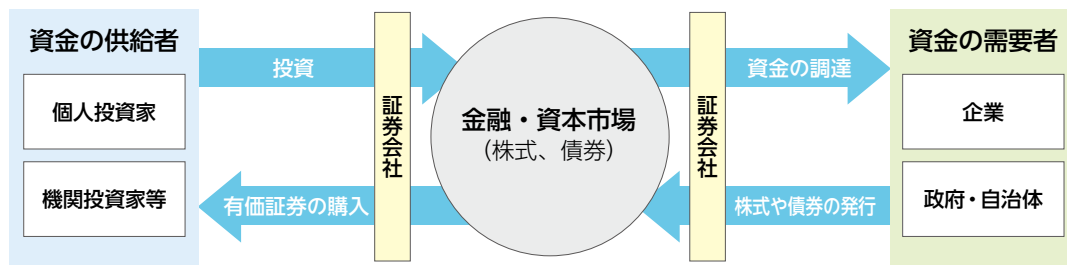 資金の供給者
個人投資家
機関投資家等
投資
有価証券の購入
証券会社
金融・資本市場
（株式、債券）
証券会社
資金の調達
株式や債券の発行
資金の需要者
企業
政府・自治体